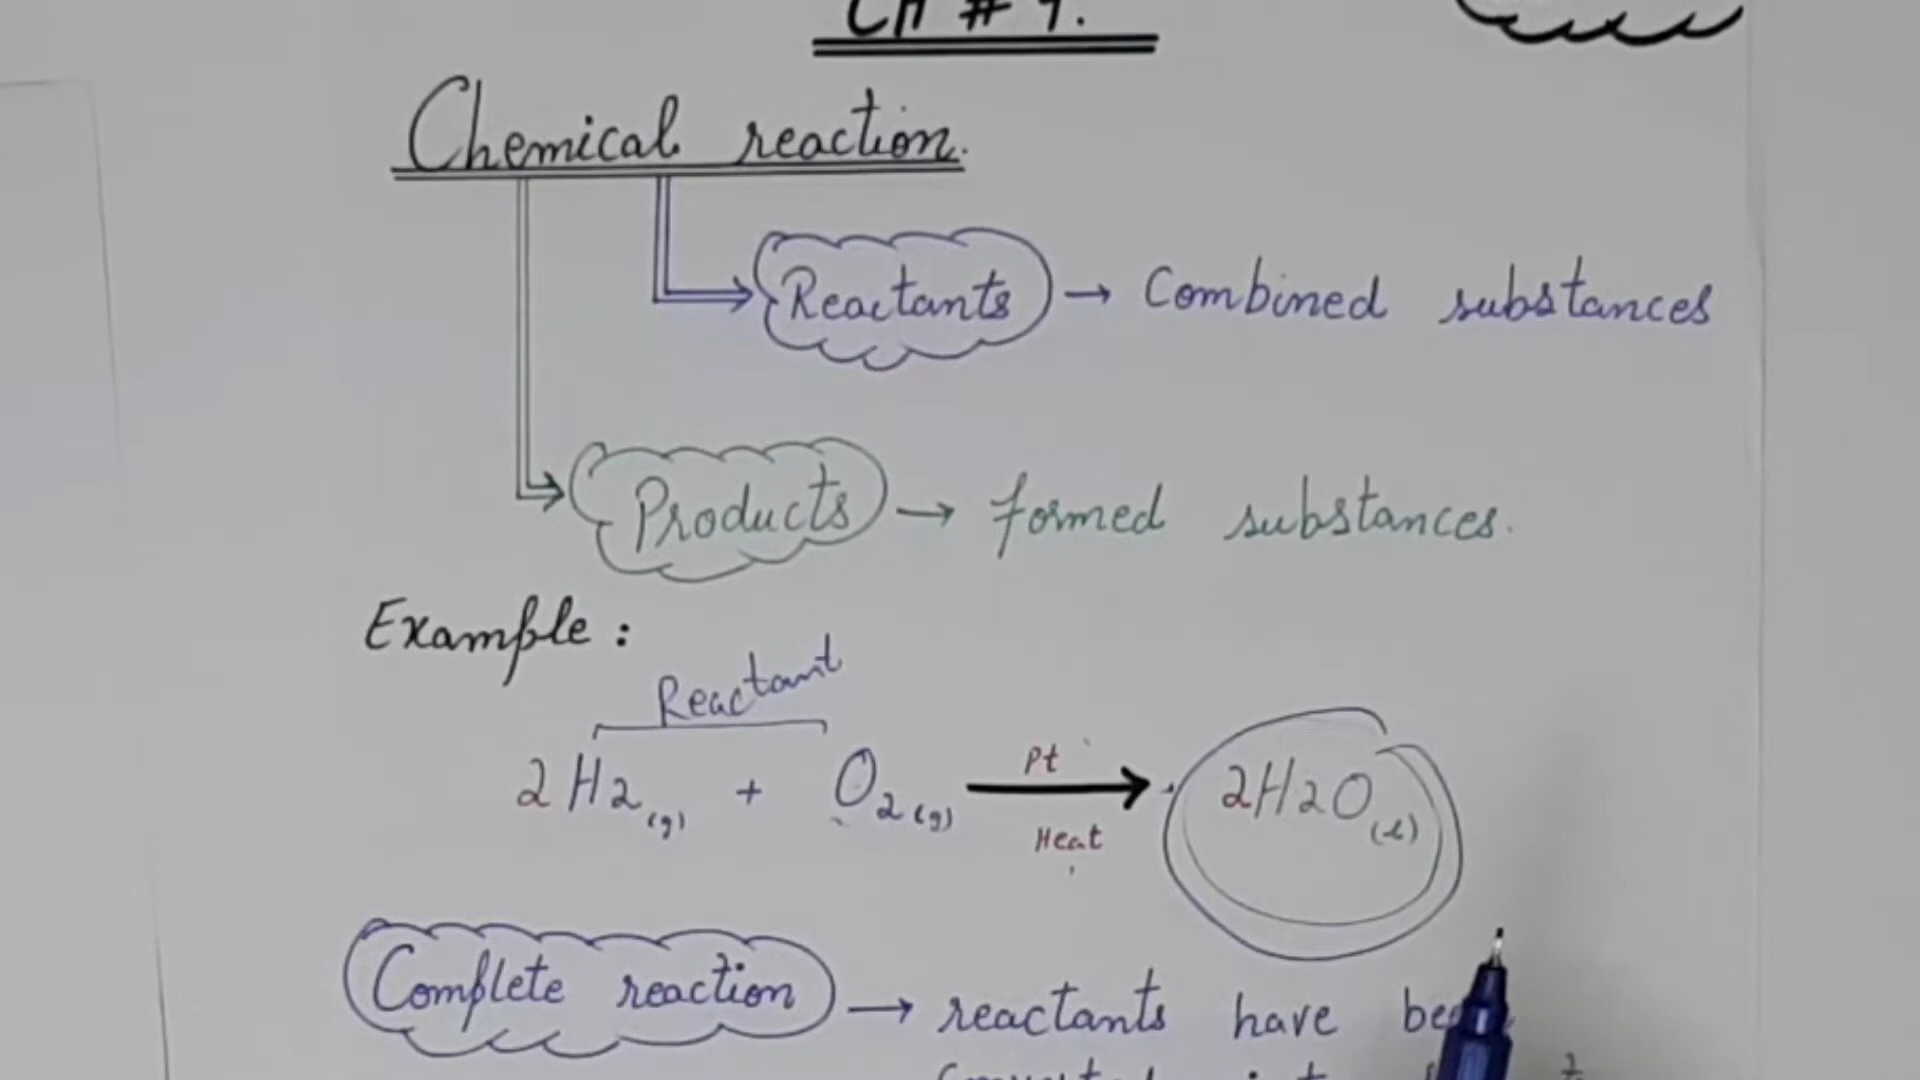 Chemical reaction.
Reactants → Combined substances
Products → formed substances.
Example :
Reactant
2H2(g) + O2(g) Pt Heat → 2H2O(l)
Complete reaction → reactants have